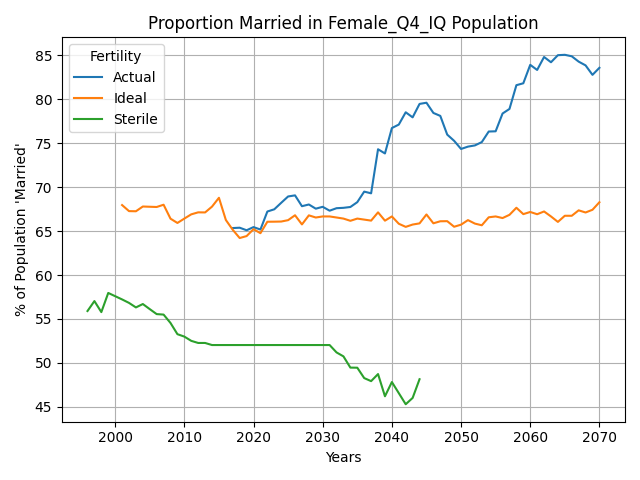 Proportion Married in Female_Q4_IQ Population
% of Population 'Married'
85
80
75
70
65
60
55
50
45
Fertility
Actual
Ideal
Sterile
2000 2010 2020 2030 2040 2050 2060 2070
Years